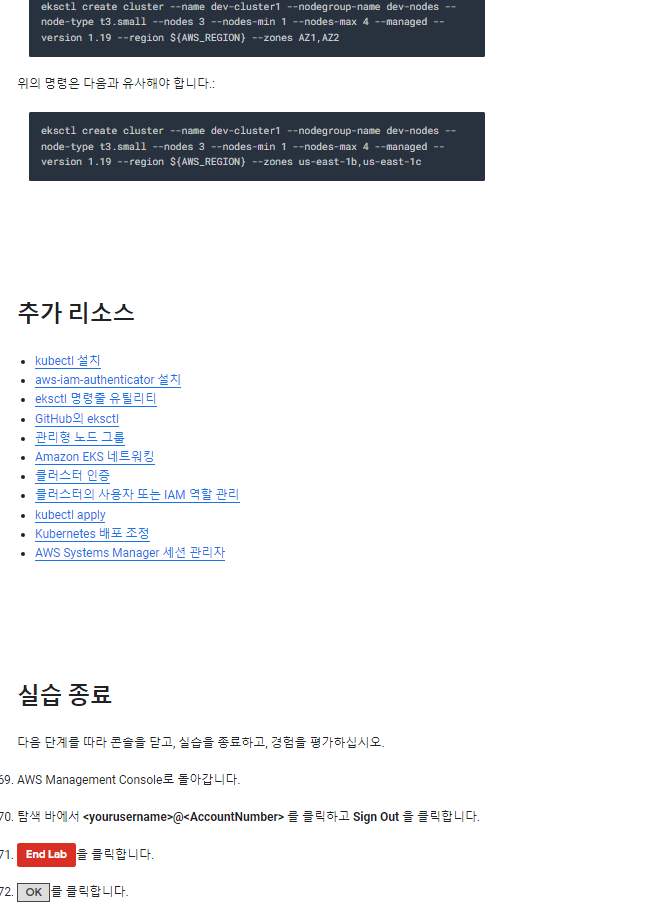 eksctl create cluster --name dev-cluster1 --nodegroup-name dev-nodes --
node-type t3.small --nodes 3 --nodes-min 1 --nodes-max 4 --managed --
version 1.19 --region ${AWS_REGION} --zones AZ1,AZ2
위의 명령은 다음과 유사해야 합니다.:
eksctl create cluster --name dev-cluster1 --nodegroup-name dev-nodes --
node-type t3.small --nodes 3 --nodes-min 1 --nodes-max 4 --managed --
version 1.19 --region ${AWS_REGION} --zones us-east-1b,us-east-1c
추가 리소스
• kubectl 설치
• aws-iam-authenticator 설치
• eksctl 명령줄 유틸리티
• GitHub의 eksctl
• 관리형 노드 그룹
• Amazon EKS 네트워킹
• 클러스터 인증
• 클러스터의 사용자 또는 IAM 역할 관리
• kubectl apply
• Kubernetes 배포 조정
• AWS Systems Manager 세션 관리자
실습 종료
다음 단계를 따라 콘솔을 닫고, 실습을 종료하고, 경험을 평가하십시오.
69. AWS Management Console로 돌아갑니다.
70. 탐색 바에서 <yourusername>@<AccountNumber> 를 클릭하고 Sign Out 을 클릭합니다.
71. End Lab 을 클릭합니다.
72. OK 를 클릭합니다.